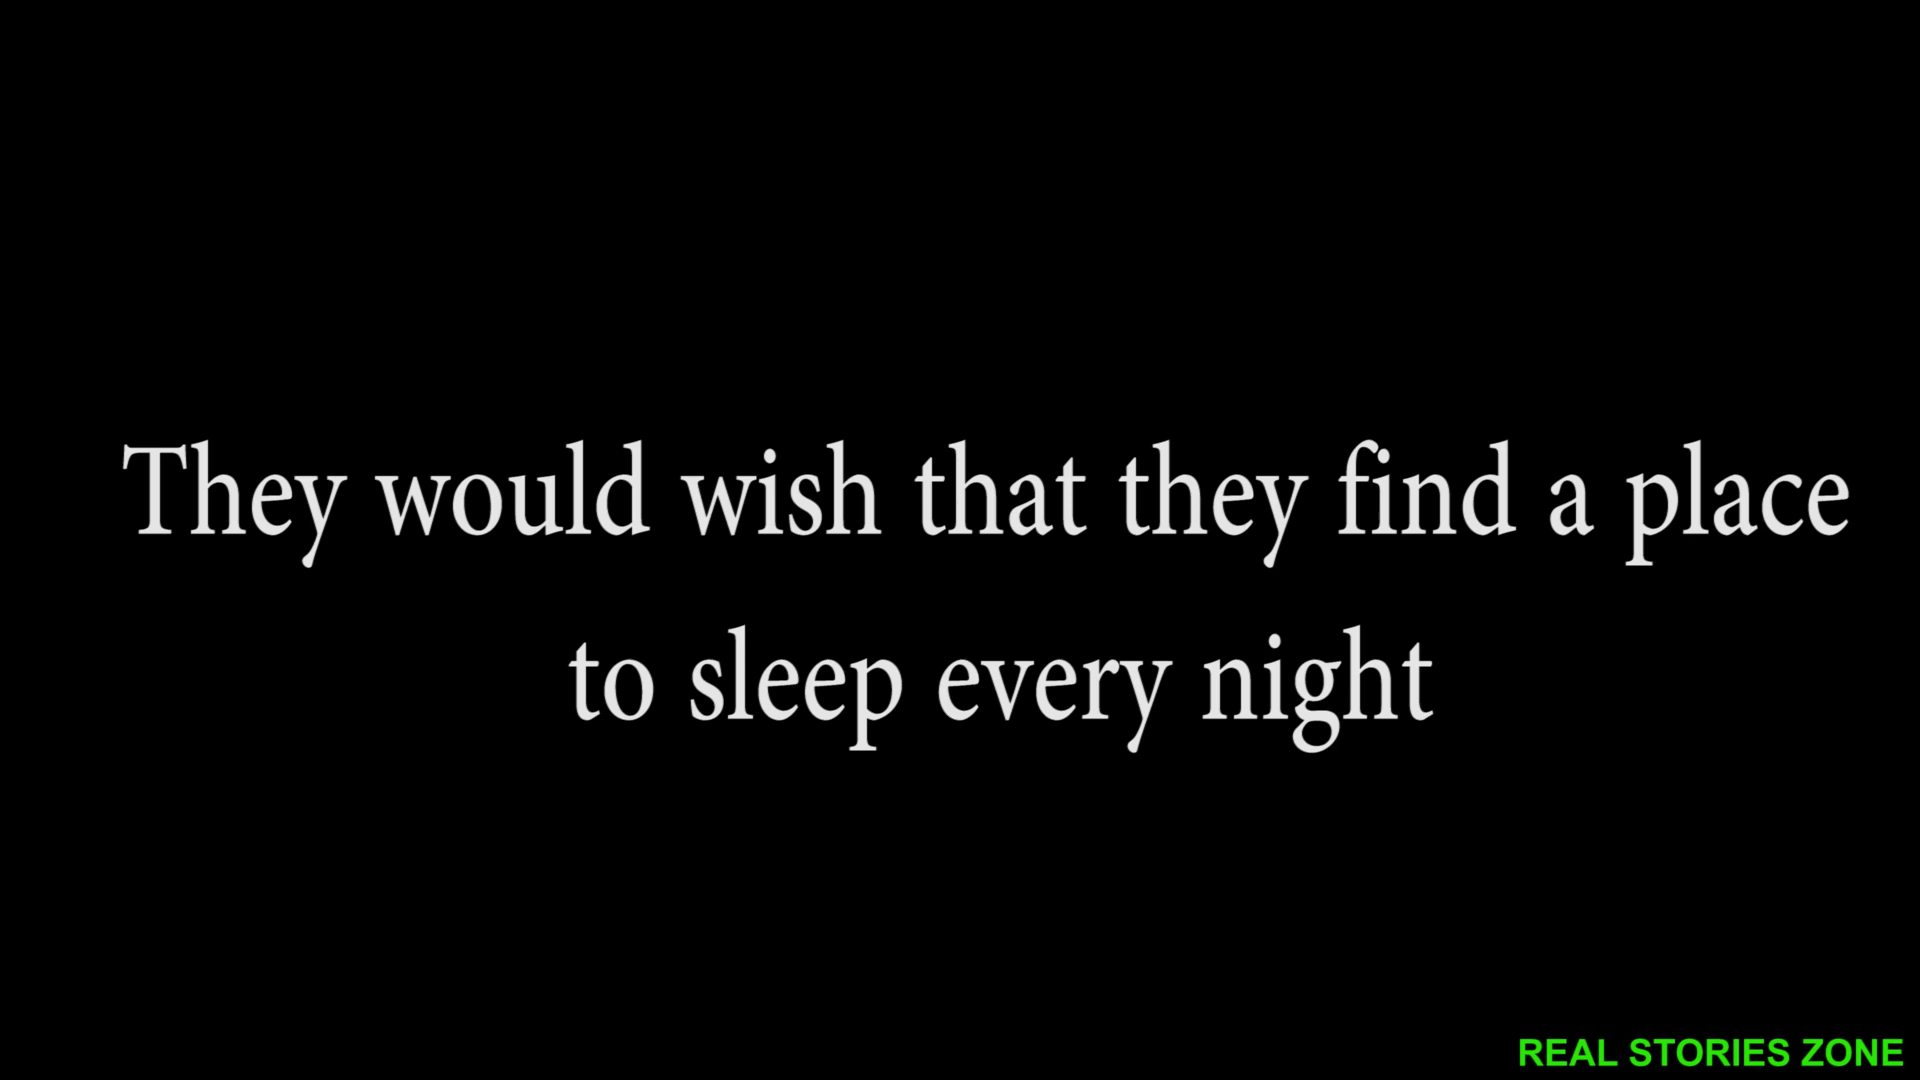 They would wish that they find a place
to sleep every night
REAL STORIES ZONE